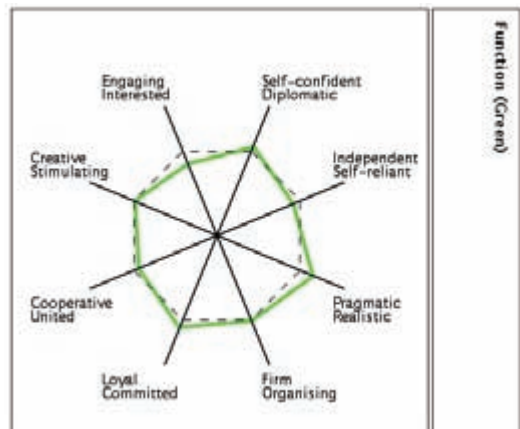 Engaging
Interested
Self-confident
Diplomatic
Creative
Stimulating
Independent
Self-reliant
Cooperative
United
Pragmatic
Realistic
Loyal
Committed
Firm
Organising
Function (Green)